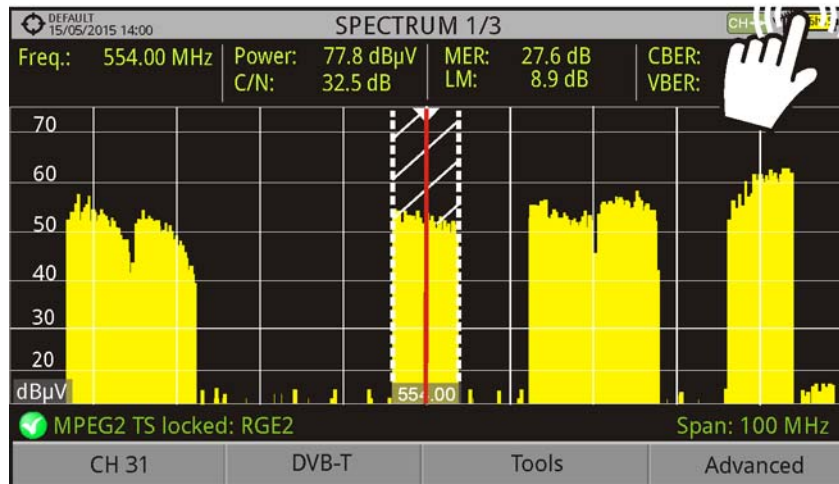 DEFAULT
15/05/2015 14:00
SPECTRUM 1/3
CH
Freq.: 554.00 MHz
Power: 77.8 dBµV
C/N: 32.5 dB
MER: 27.6 dB
LM: 8.9 dB
CBER:
VBER:
70
60
50
40
30
20
dBµV
554.00
MPEG2 TS locked: RGE2
Span: 100 MHz
CH 31
DVB-T
Tools
Advanced